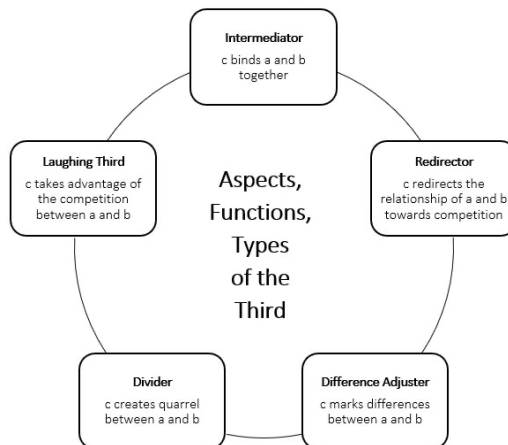 Intermediator
c binds a and b
together
Laughing Third
c takes advantage of
the competition
between a and b
Aspects,
Functions,
Types
of the
Third
Redirector
c redirects the
relationship of a and b
towards competition
Divider
c creates quarrel
between a and b
Difference Adjuster
c marks differences
between a and b